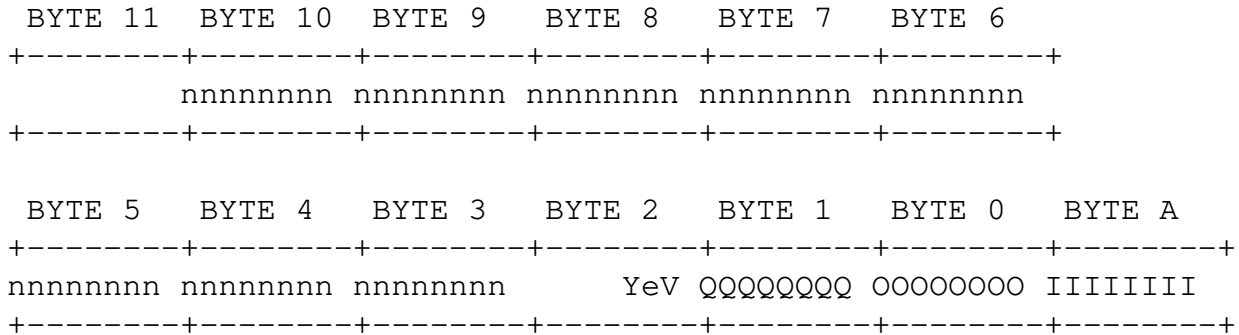 BYTE 11 BYTE 10 BYTE 9 BYTE 8 BYTE 7 BYTE 6
+--------+--------+--------+--------+--------+--------+
nnnnnnnn nnnnnnnn nnnnnnnn nnnnnnnn nnnnnnnn
+--------+--------+--------+--------+--------+--------+
BYTE 5 BYTE 4 BYTE 3 BYTE 2 BYTE 1 BYTE 0 BYTE A
+--------+--------+--------+--------+--------+--------+--------+
nnnnnnnn nnnnnnnn nnnnnnnn YeV QQQQQQQQ OOOOOOOO IIIIIIII
+--------+--------+--------+--------+--------+--------+--------+